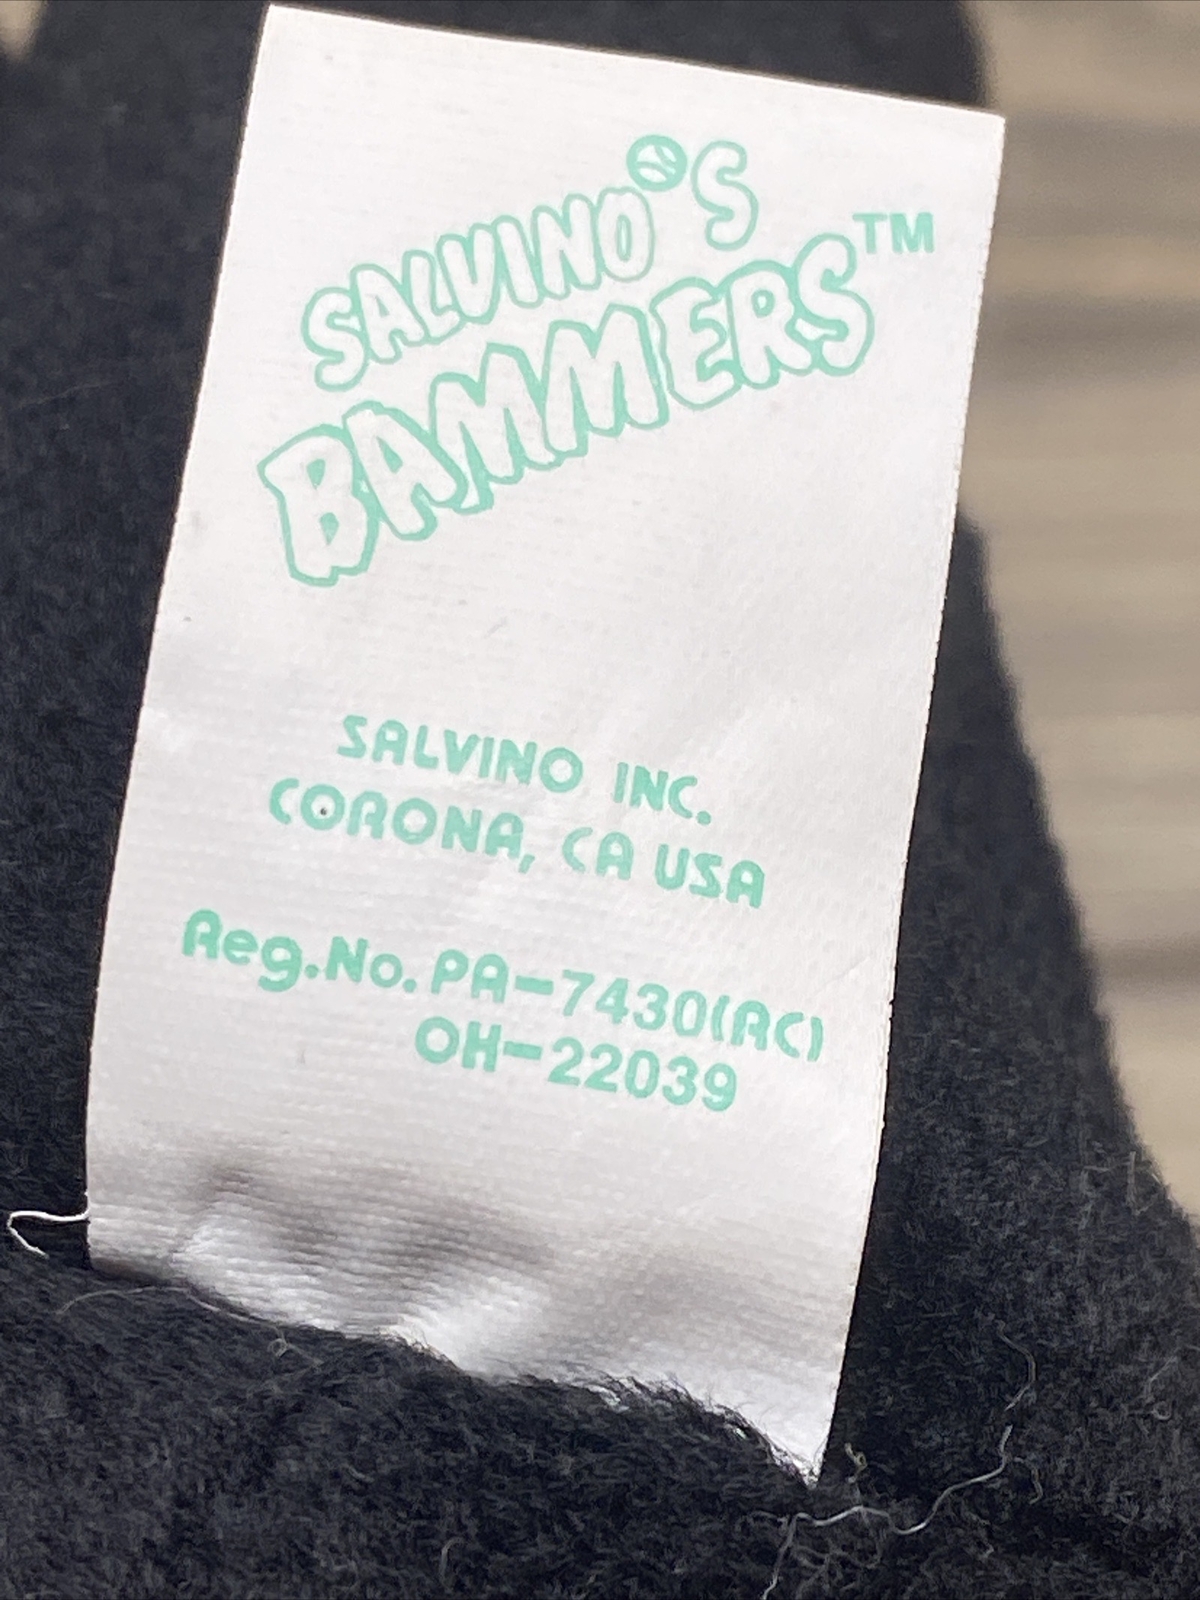 SALVINO'S
BAMMERS™
SALVINO INC.
CORONA, CA USA
Reg.No. PA-7430(RC)
OH-22039